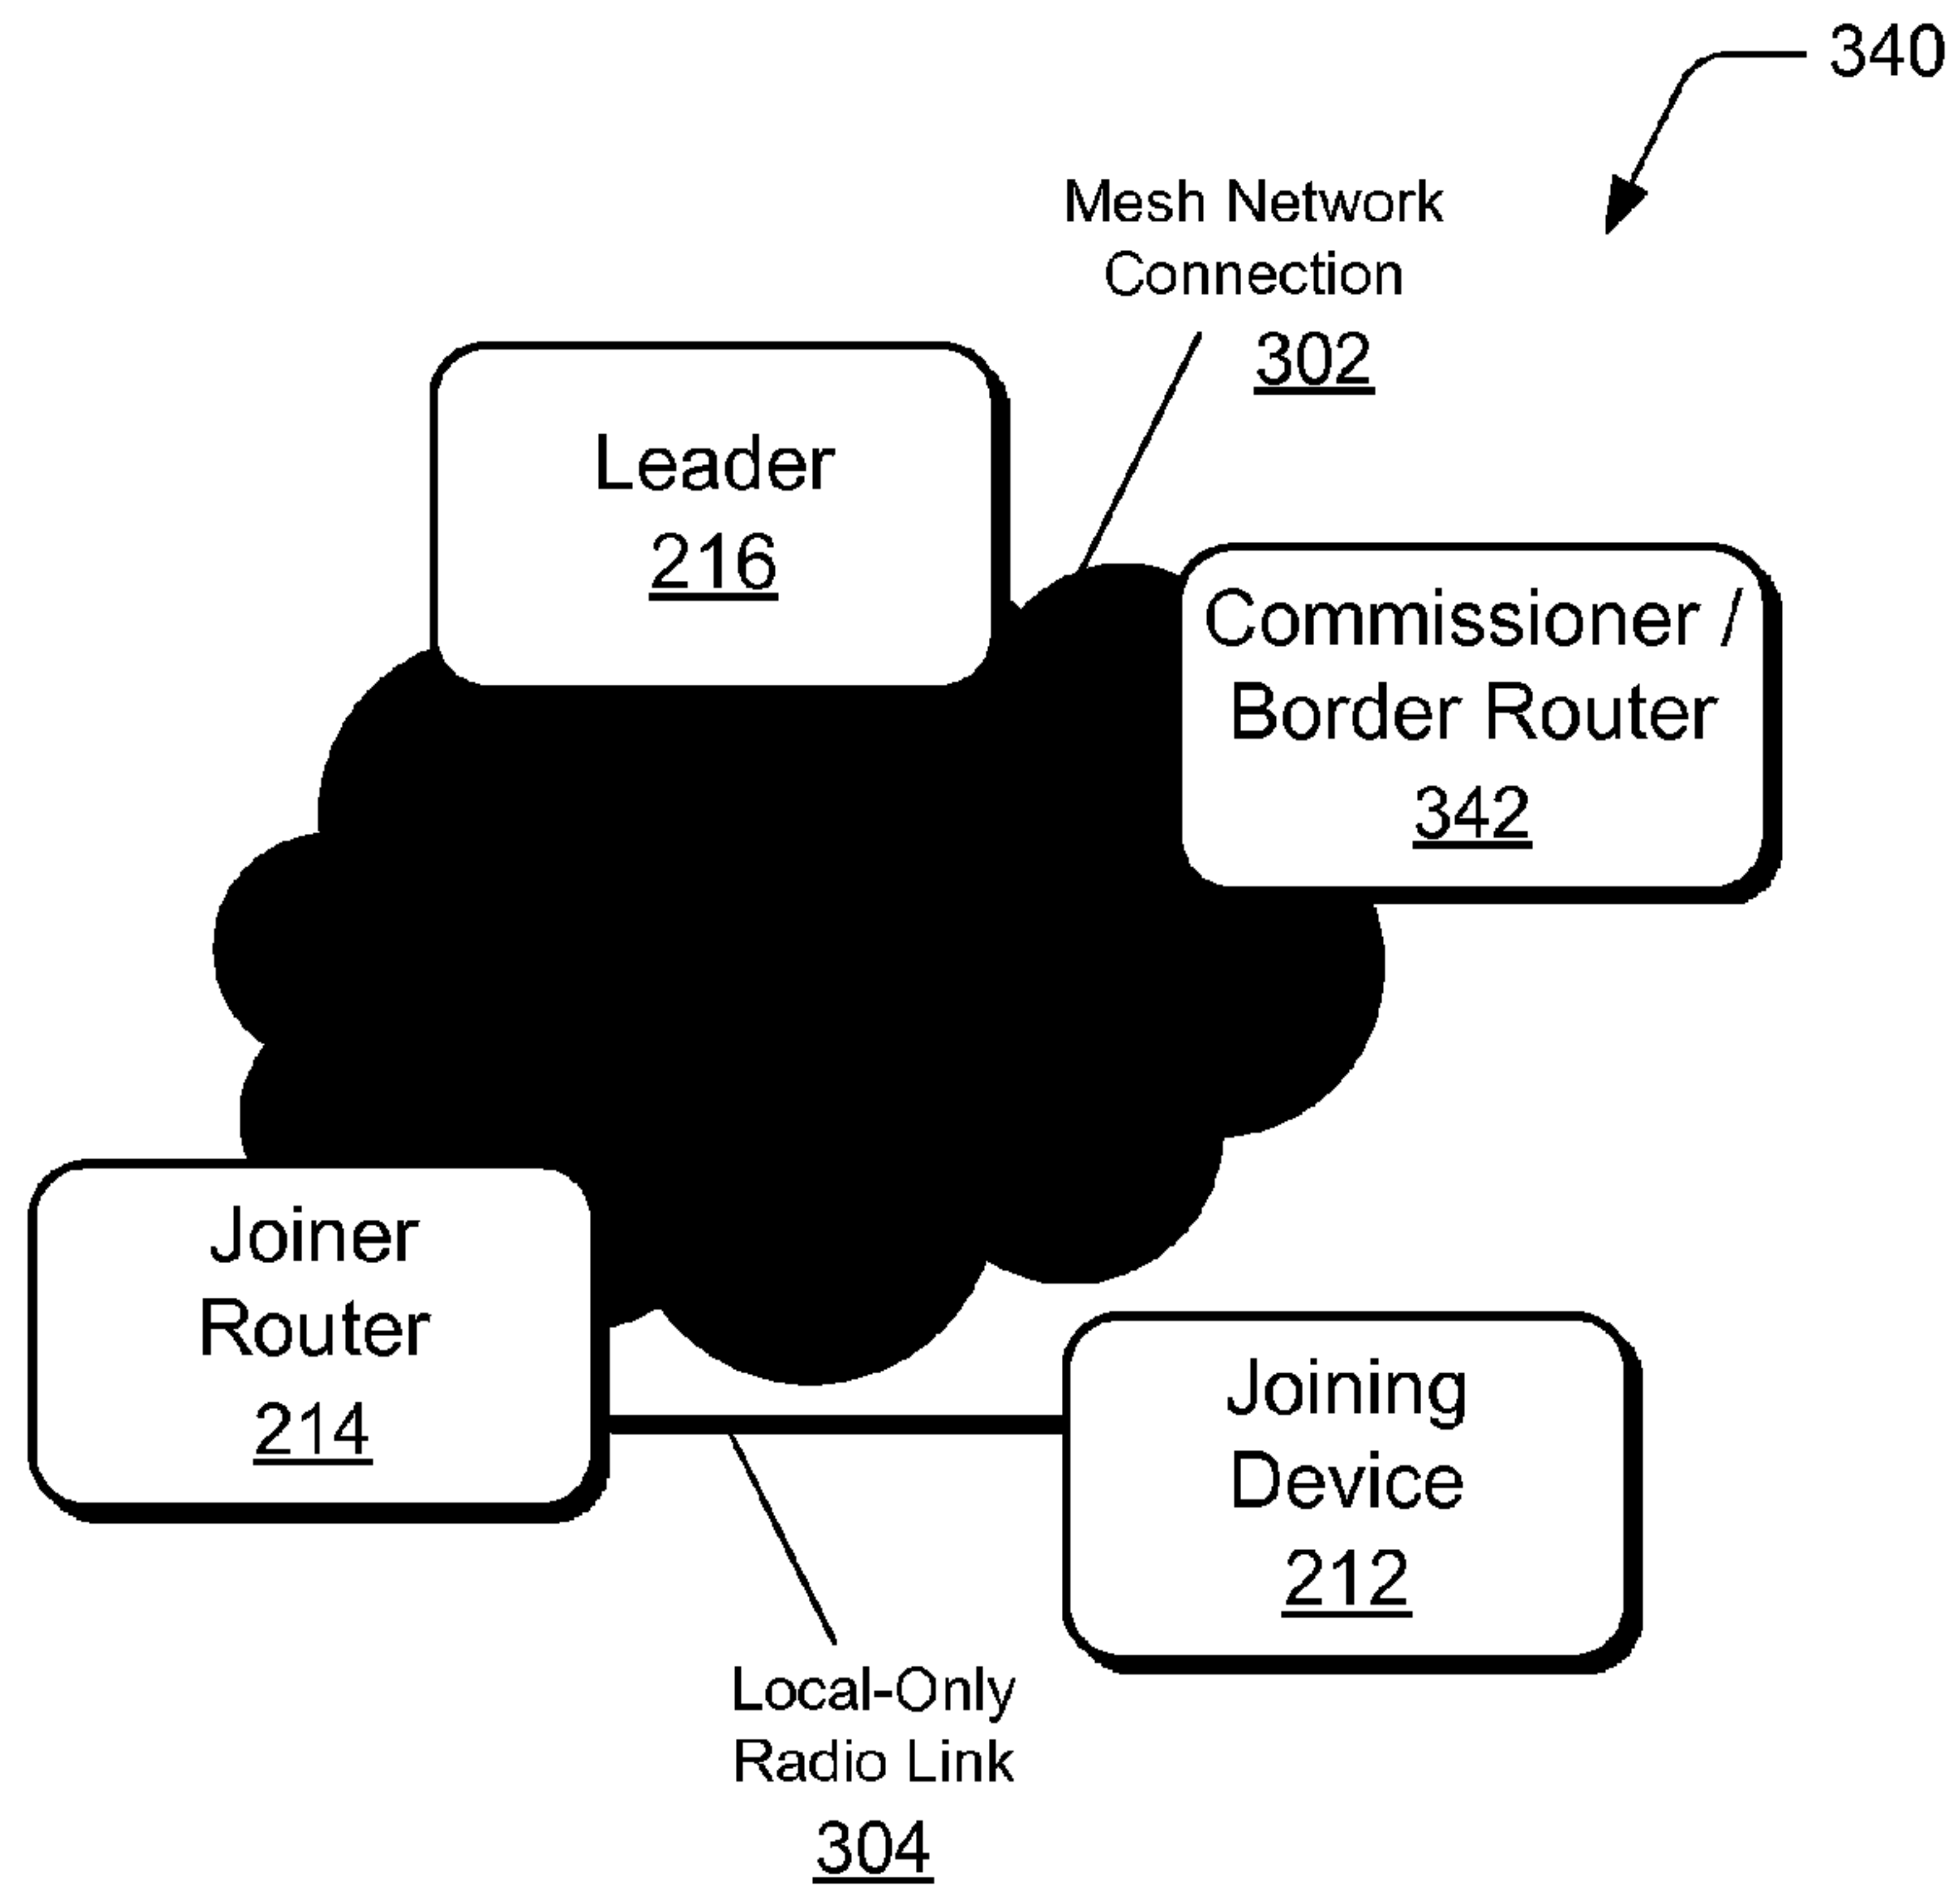 340
Mesh Network
Connection
302
Leader
216
Commissioner /
Border Router
342
Joiner
Router
214
Joining
Device
212
Local-Only
Radio Link
304